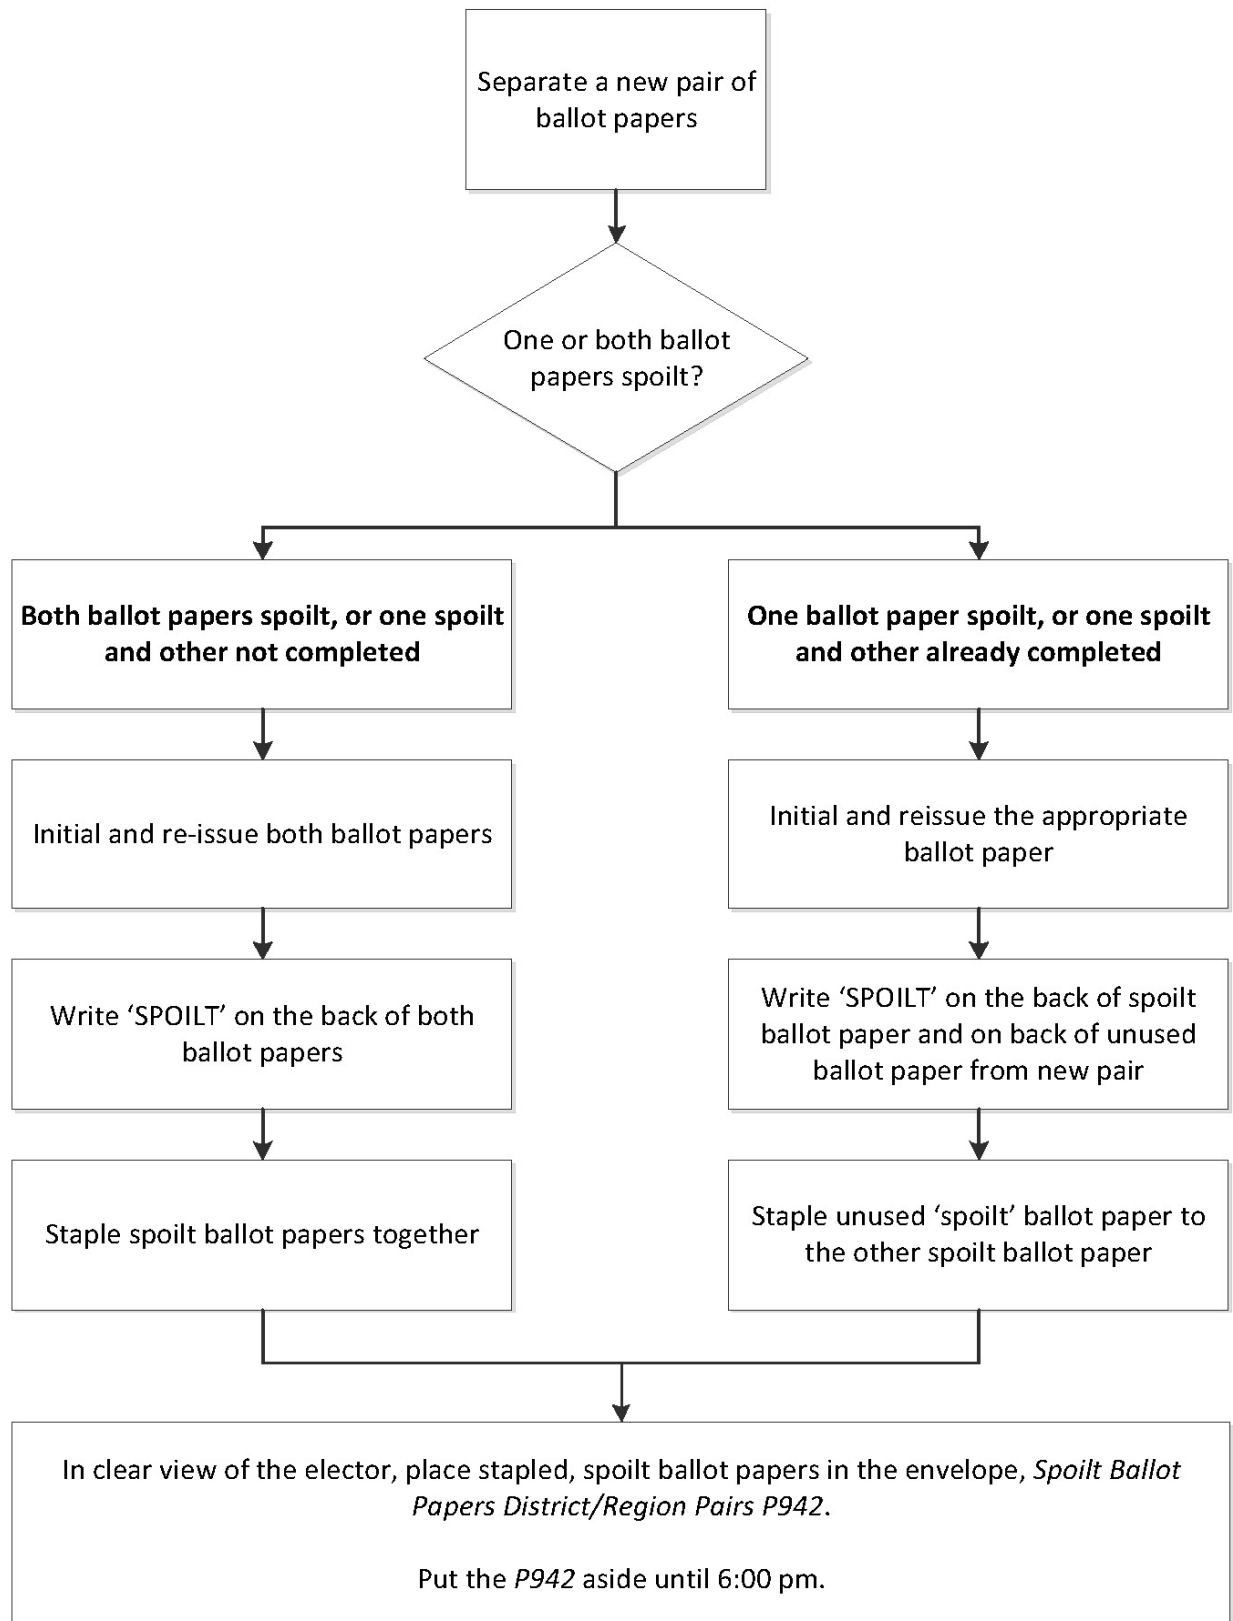 Separate a new pair of
ballot papers
One or both ballot
papers spoilt?
Both ballot papers spoilt, or one spoilt
and other not completed
One ballot paper spoilt, or one spoilt
and other already completed
Initial and re-issue both ballot papers
Initial and reissue the appropriate
ballot paper
Write ‘SPOILT’ on the back of both
ballot papers
Write ‘SPOILT’ on the back of spoilt
ballot paper and on back of unused
ballot paper from new pair
Staple spoilt ballot papers together
Staple unused ‘spoilt’ ballot paper to
the other spoilt ballot paper
In clear view of the elector, place stapled, spoilt ballot papers in the envelope, Spoilt Ballot
Papers District/Region Pairs P942.
Put the P942 aside until 6:00 pm.